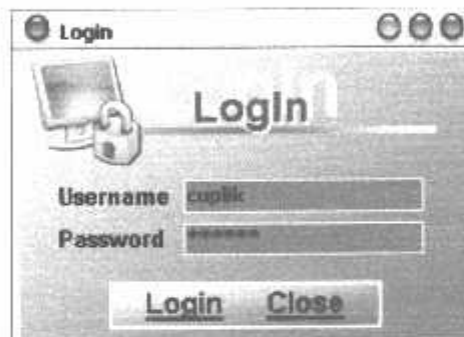 Login
LogIn
Username
Password ******
Login Close